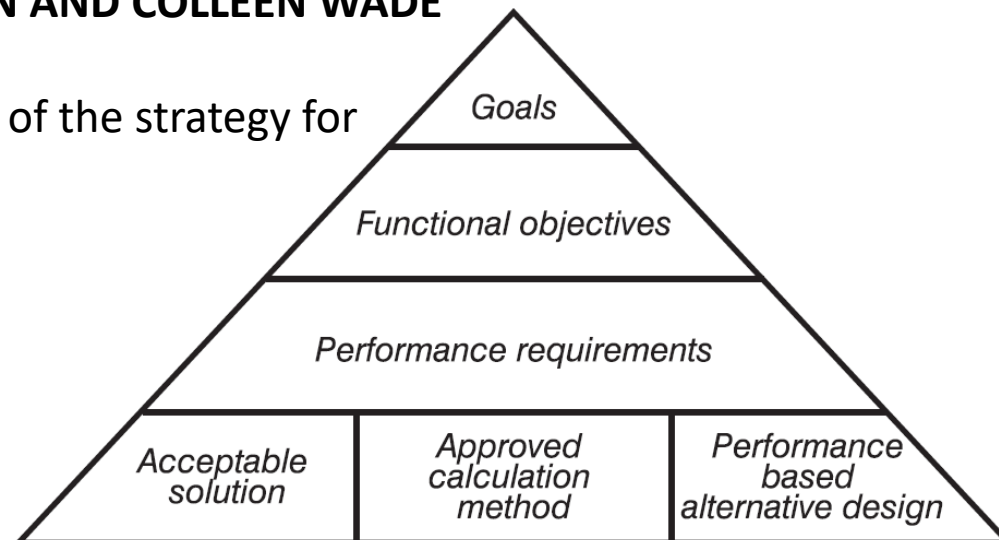 N AND COLLEEN WADE
of the strategy for
Goals
Functional objectives
Performance requirements
Acceptable
solution
Approved
calculation
method
Performance
based
alternative design